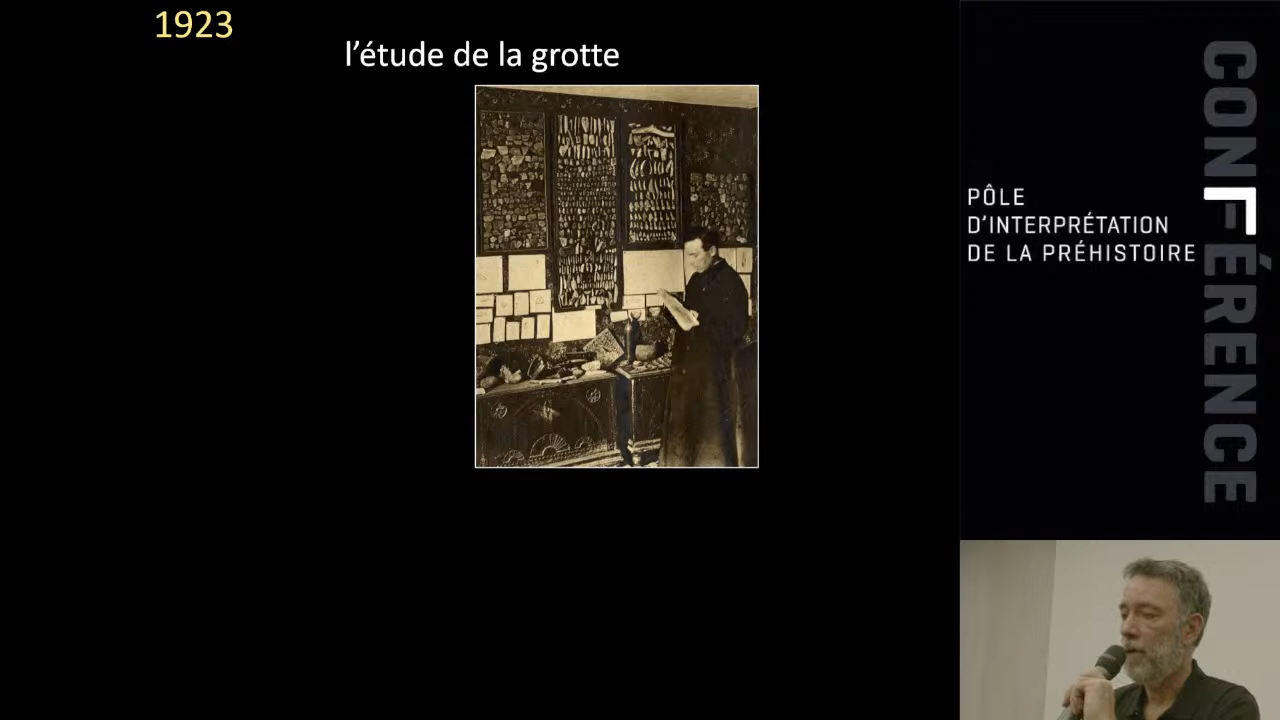 1923
l’étude de la grotte
PÔLE
D’INTERPRÉTATION
DE LA PRÉHISTOIRE
CONFÉRENCE